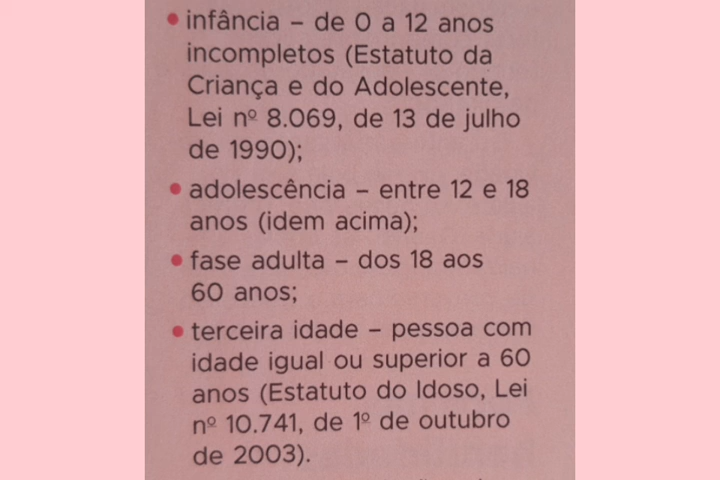 • infância – de 0 a 12 anos
incompletos (Estatuto da
Criança e do Adolescente,
Lei nº 8.069, de 13 de julho
de 1990);
• adolescência – entre 12 e 18
anos (idem acima);
• fase adulta – dos 18 aos
60 anos;
• terceira idade – pessoa com
idade igual ou superior a 60
anos (Estatuto do Idoso, Lei
nº 10.741, de 1º de outubro
de 2003).